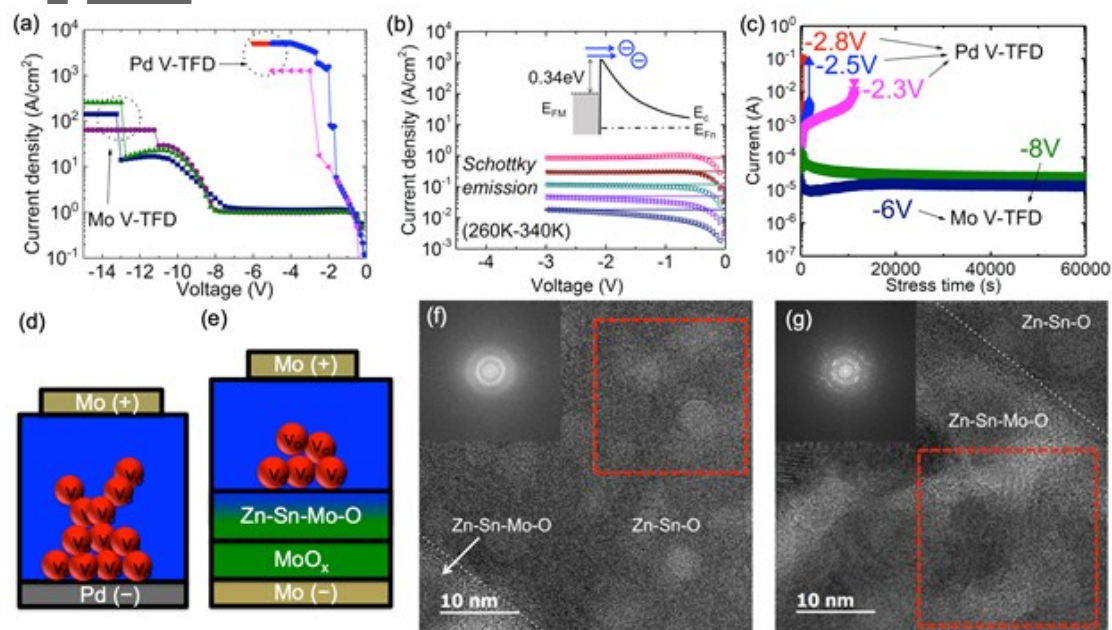 (a)
Current density (A/cm²)
10⁴
10³
10²
10¹
10⁰
10⁻¹
Pd V-TFD
Mo V-TFD
-14 -12 -10 -8 -6 -4 -2 0
Voltage (V)
(b)
Current density (A/cm²)
10⁴
10³
10²
10¹
10⁰
10⁻¹
10⁻²
10⁻³
0.34eV
E_FM
E_c
E_Fn
Schottky
emission
(260K-340K)
-4 -3 -2 -1 0
Voltage (V)
(c)
Current (A)
10⁰
10⁻¹
10⁻²
10⁻³
10⁻⁴
10⁻⁵
10⁻⁶
10⁻⁷
-2.8V
-2.5V
-2.3V
Pd V-TFD
-8V
-6V
Mo V-TFD
0 20000 40000 60000
Stress time (s)
(d)
Mo (+)
Pd (−)
(e)
Mo (+)
Zn-Sn-Mo-O
MoOₓ
Mo (−)
(f)
Zn-Sn-Mo-O
Zn-Sn-O
10 nm
(g)
Zn-Sn-O
Zn-Sn-Mo-O
10 nm